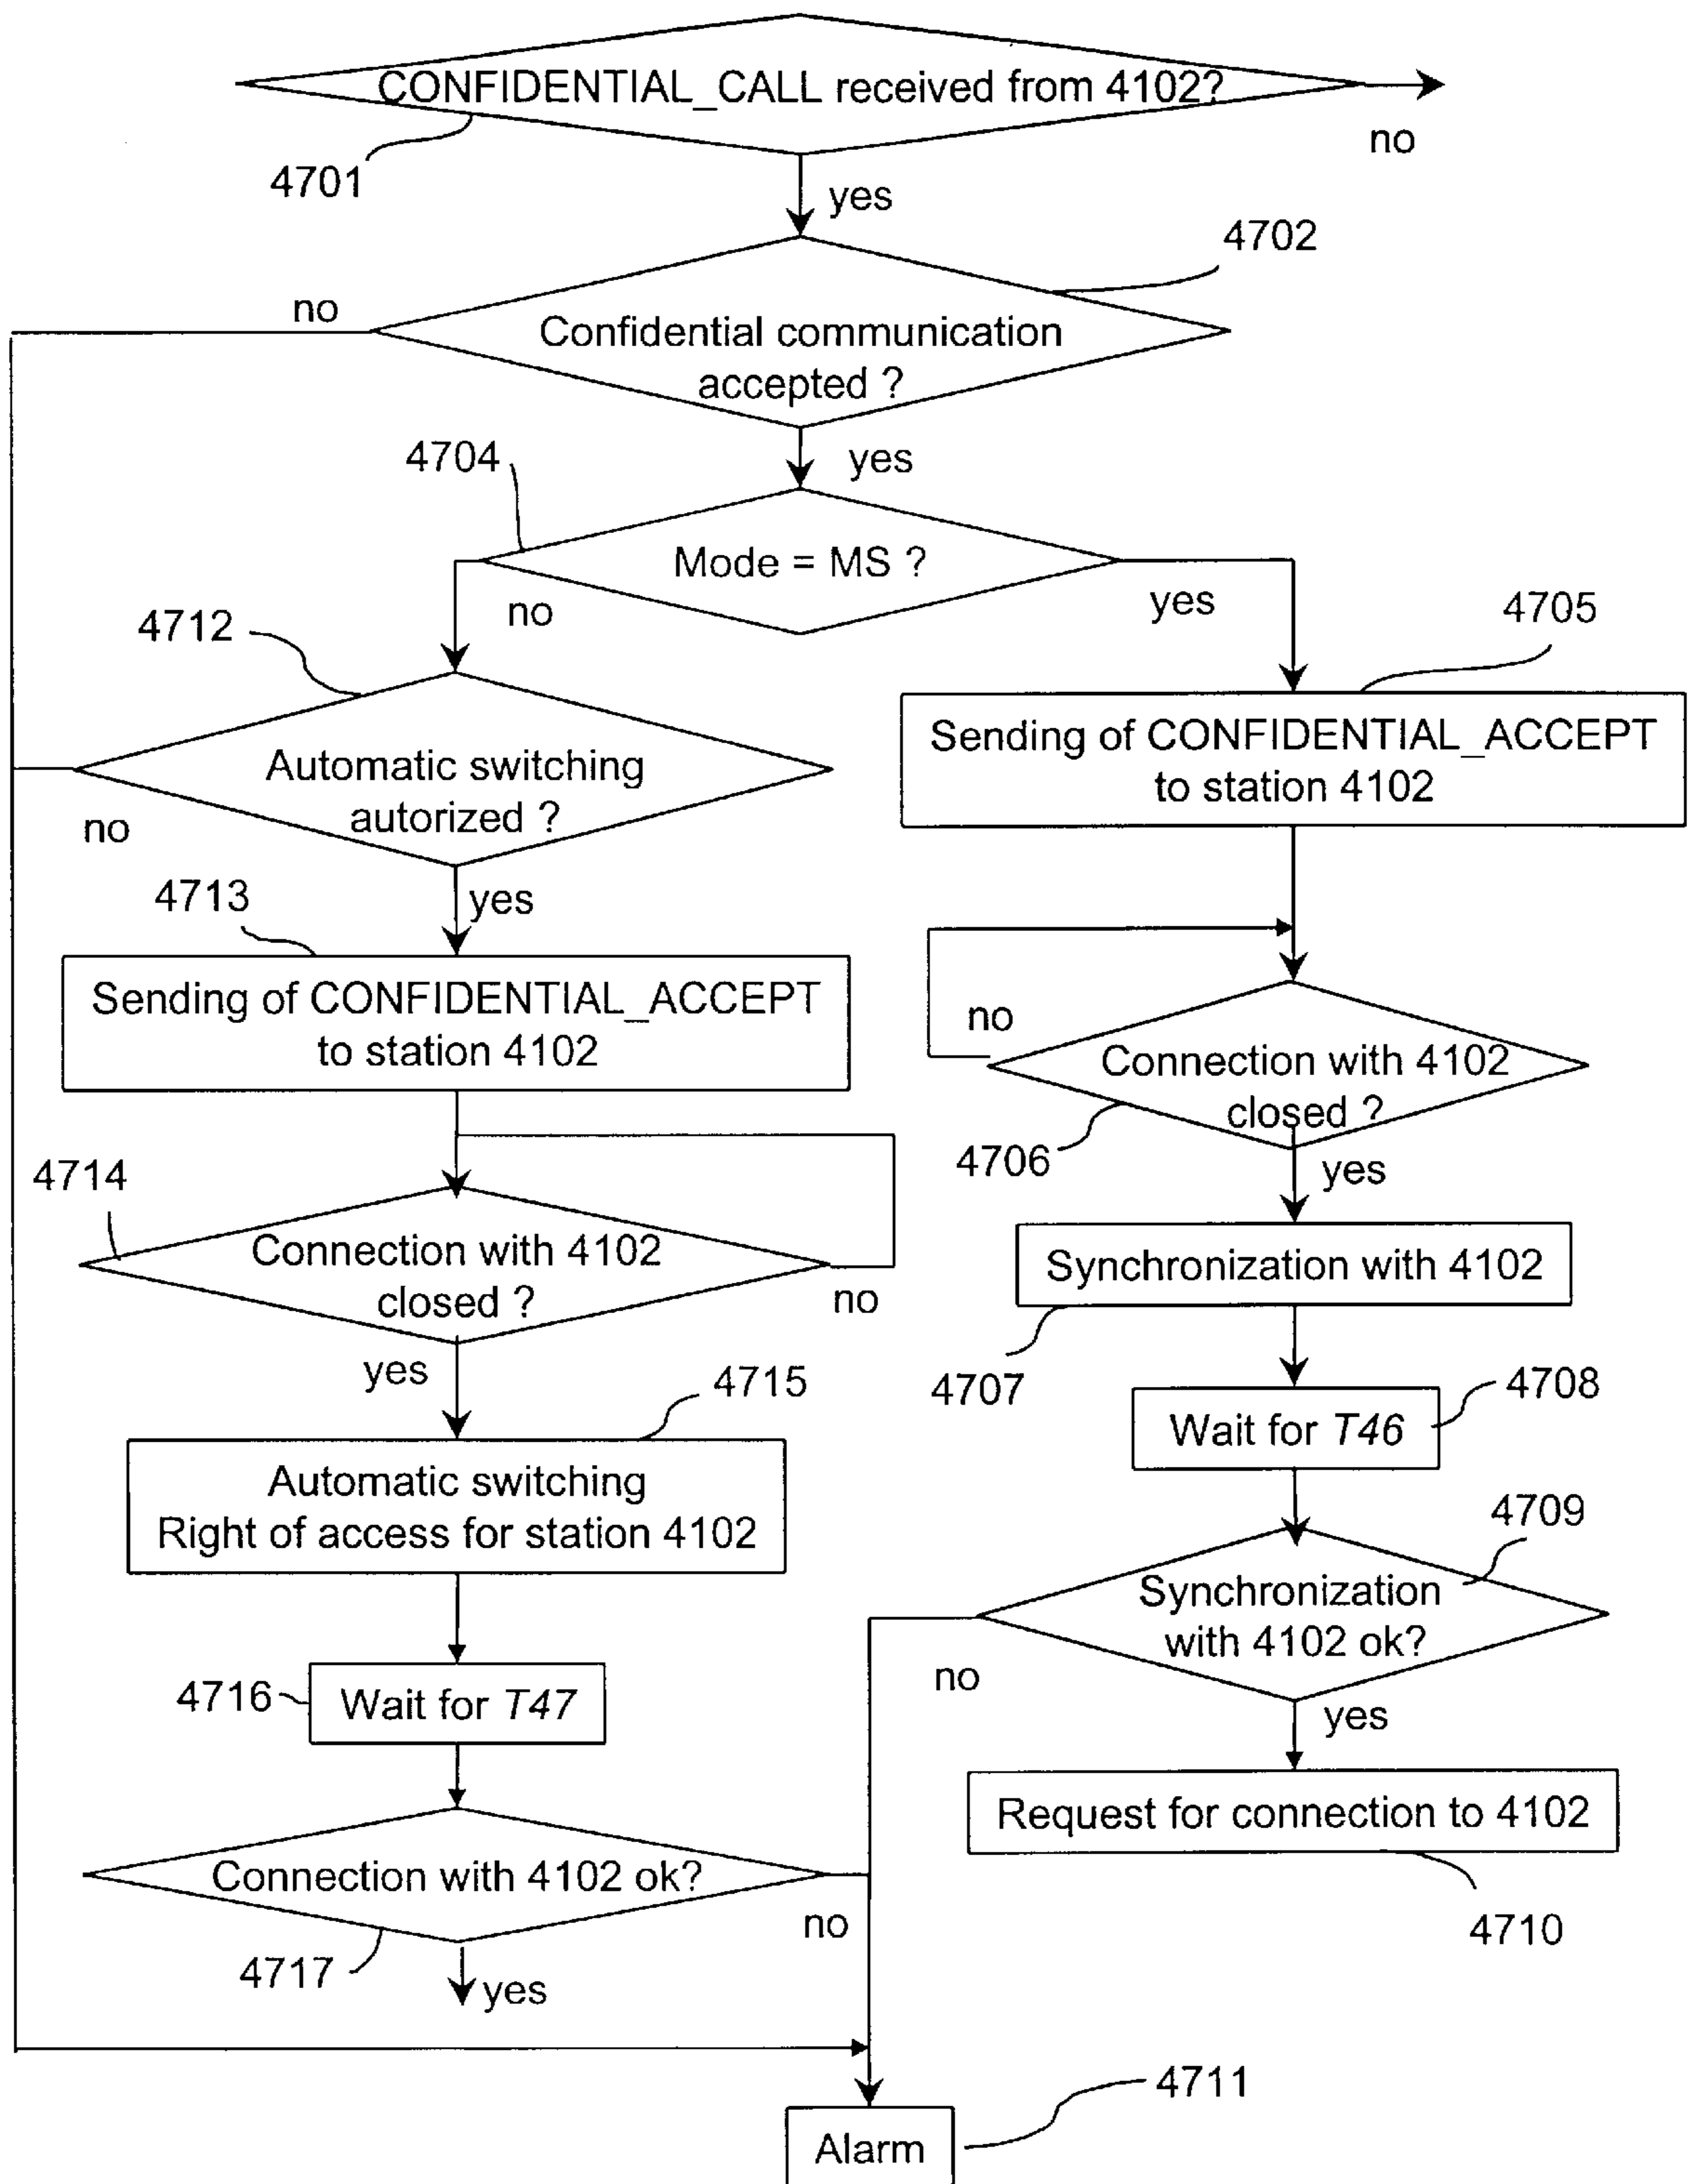 CONFIDENTIAL_CALL received from 4102?
no
4701
yes
4702
no
Confidential communication
accepted ?
4704
yes
Mode = MS ?
no
yes
4712
4705
Sending of CONFIDENTIAL_ACCEPT
to station 4102
Automatic switching
autorized ?
no
yes
4713
Sending of CONFIDENTIAL_ACCEPT
to station 4102
no
Connection with 4102
closed ?
4706
yes
4714
Connection with 4102
closed ?
no
yes
Synchronization with 4102
4707
4715
4708
Wait for T46
Automatic switching
Right of access for station 4102
4709
Synchronization
with 4102 ok?
no
yes
4716
Wait for T47
Request for connection to 4102
4710
Connection with 4102 ok?
no
4717
yes
4711
Alarm